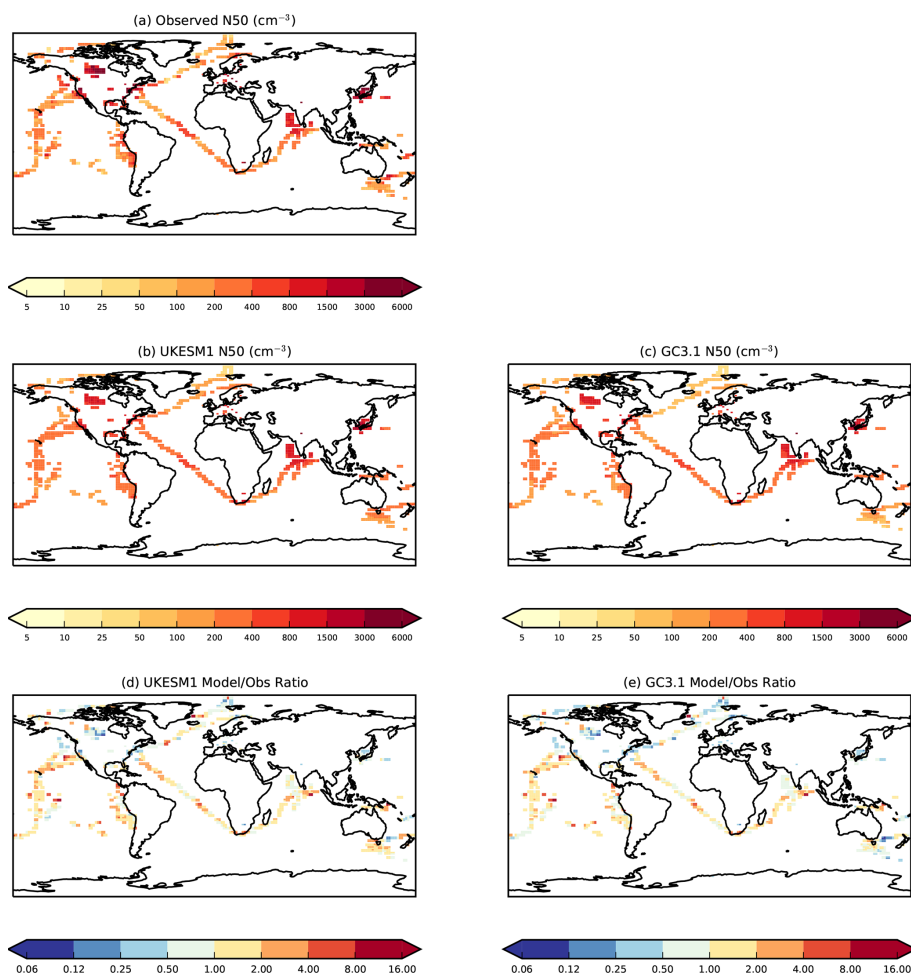 (a) Observed N50 (cm⁻³)
5 10 25 50 100 200 400 800 1500 3000 6000
(b) UKESM1 N50 (cm⁻³)
(c) GC3.1 N50 (cm⁻³)
5 10 25 50 100 200 400 800 1500 3000 6000
5 10 25 50 100 200 400 800 1500 3000 6000
(d) UKESM1 Model/Obs Ratio
(e) GC3.1 Model/Obs Ratio
0.06 0.12 0.25 0.50 1.00 2.00 4.00 8.00 16.00
0.06 0.12 0.25 0.50 1.00 2.00 4.00 8.00 16.00